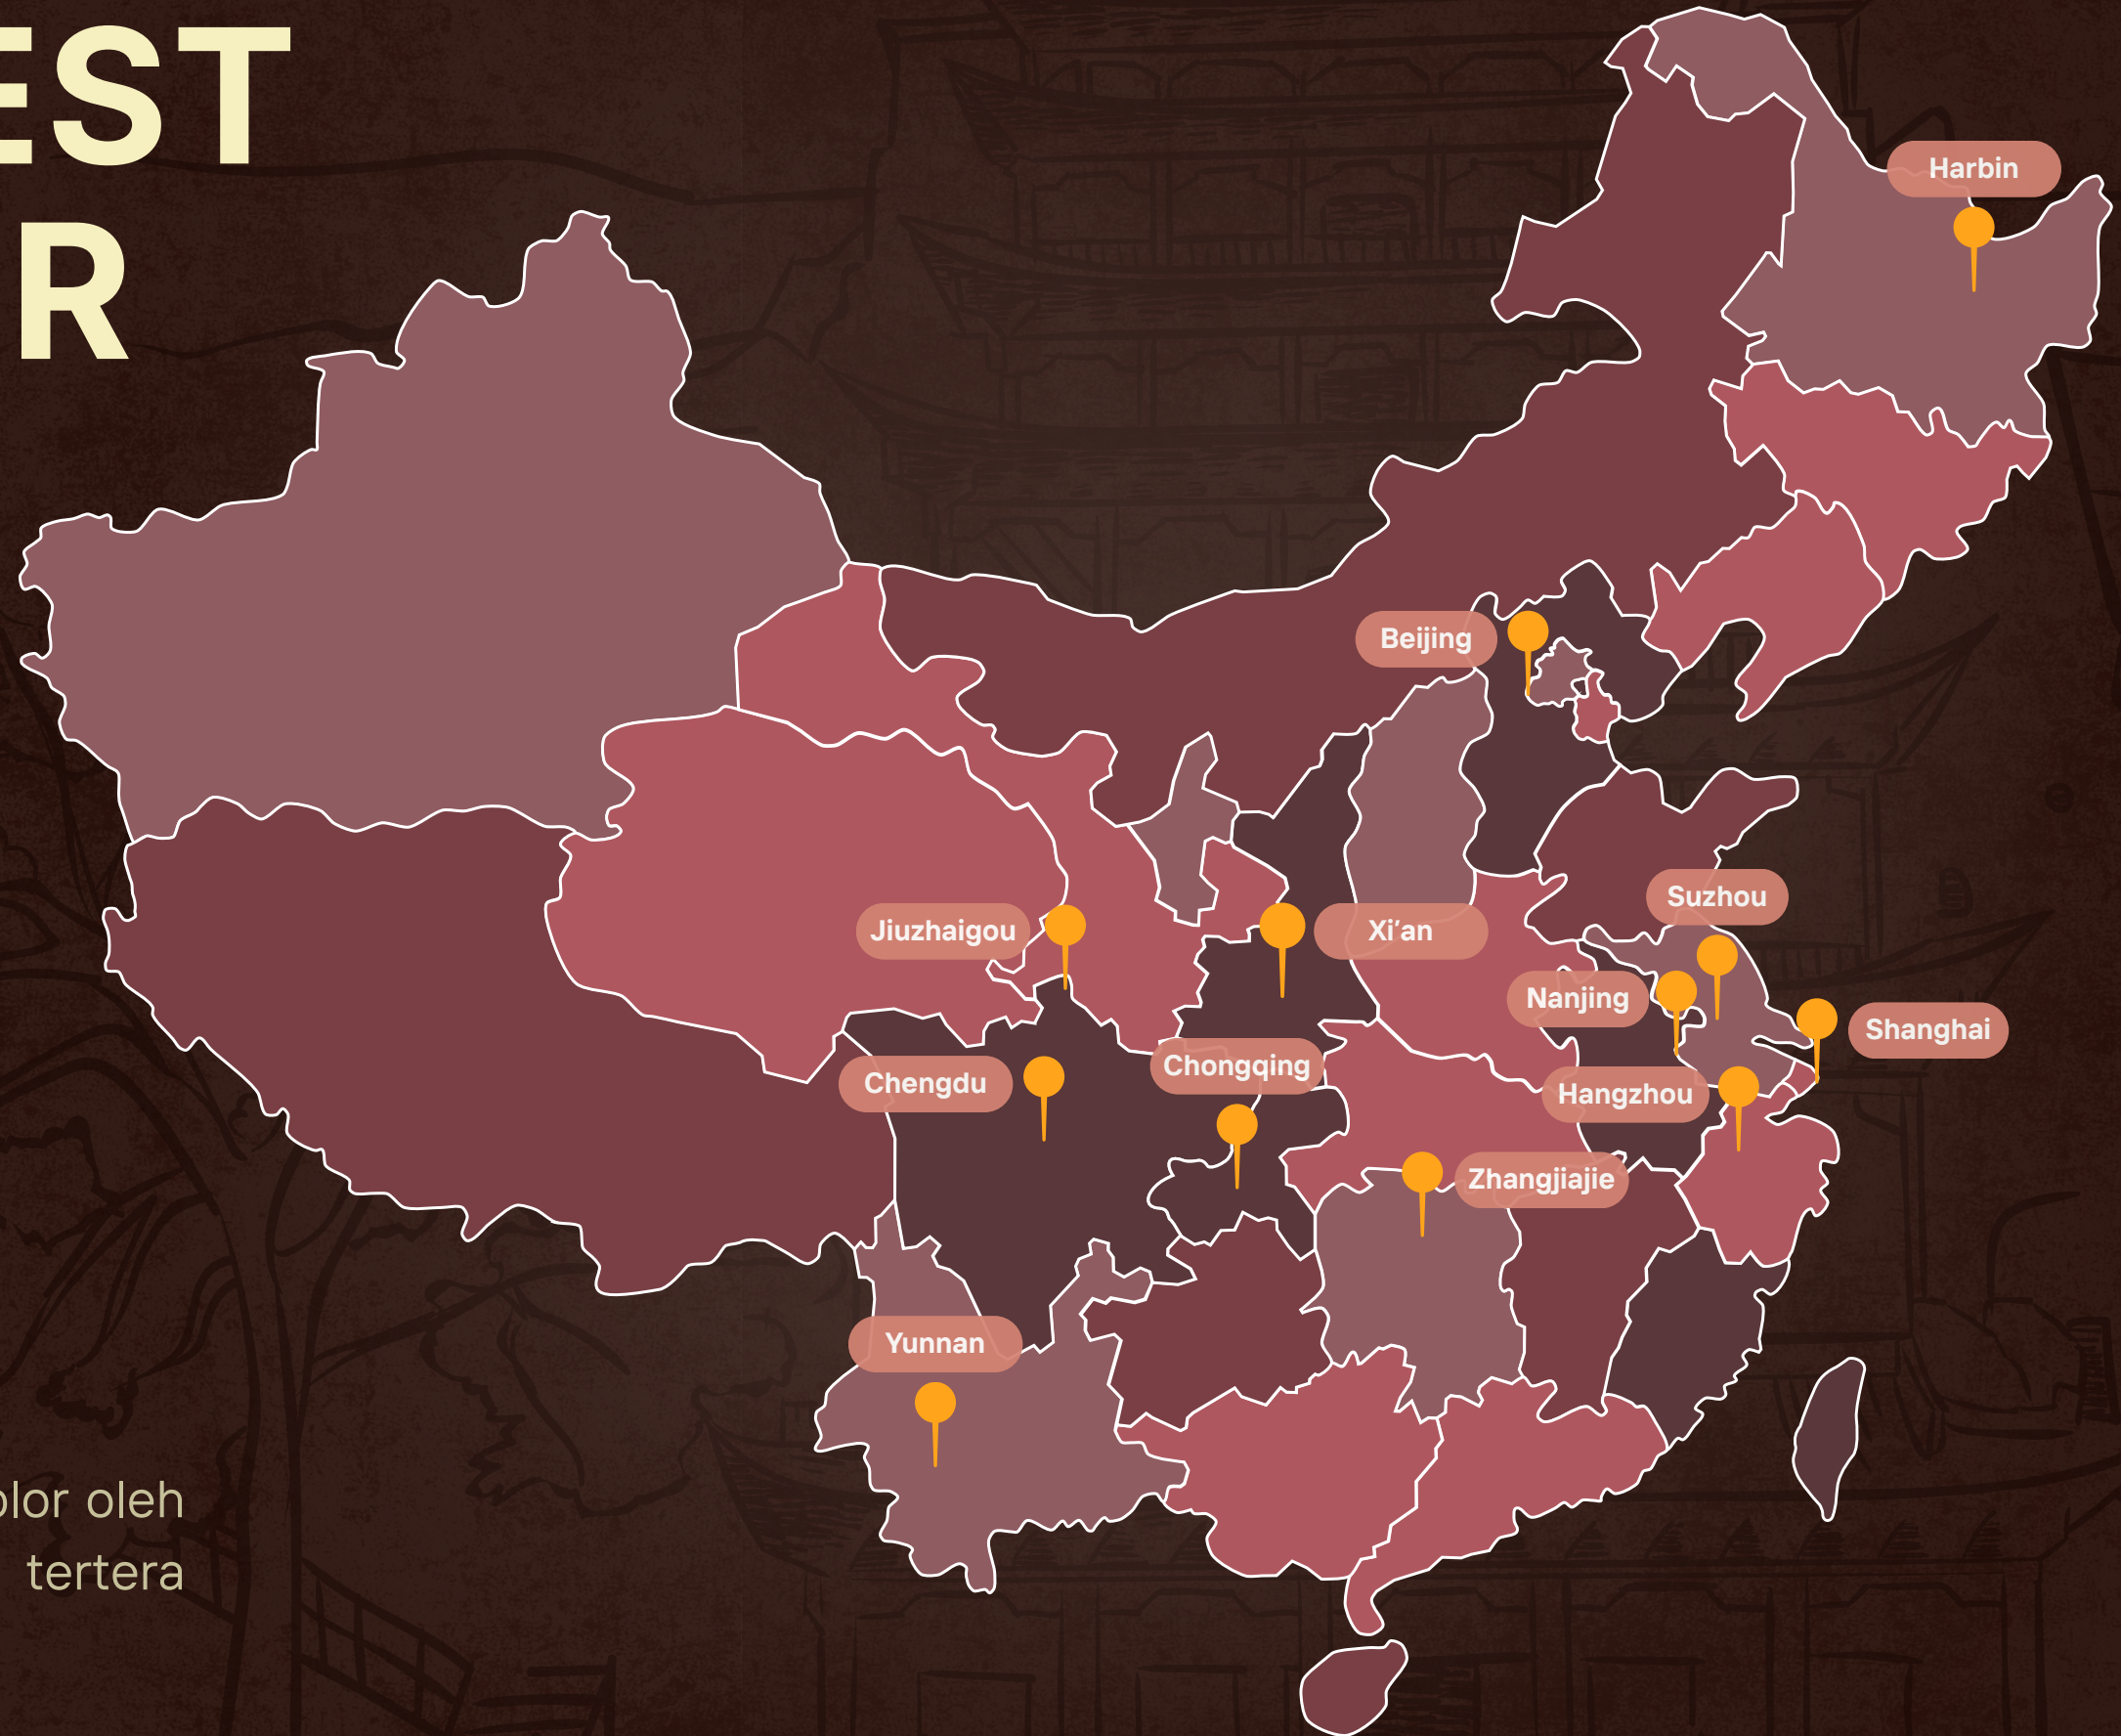 EST
R
Harbin
Beijing
Suzhou
Jiuzhaigou
Xi’an
Nanjing
Shanghai
Chongqing
Chengdu
Hangzhou
Zhangjiajie
Yunnan
olor oleh
tertera